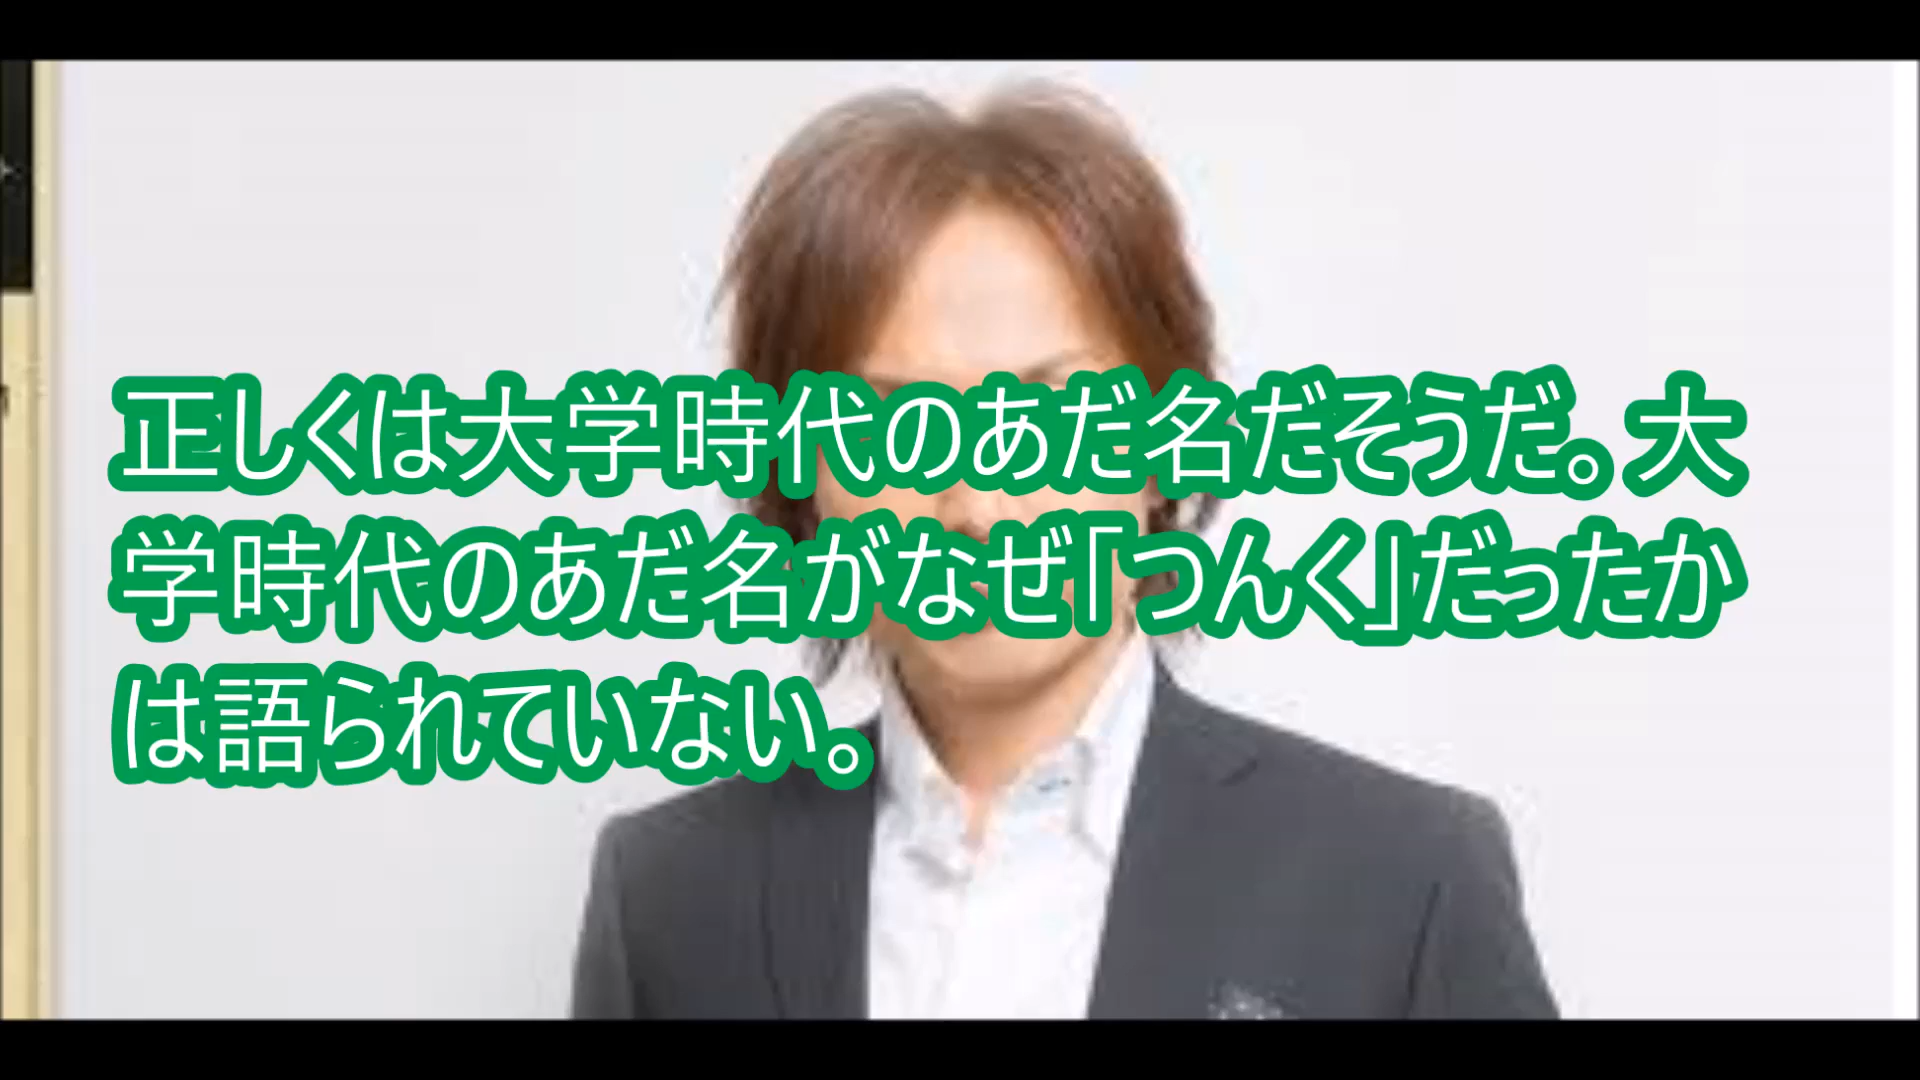 正しくは大学時代のあだ名だそうだ。大
学時代のあだ名がなぜ「つんく」だったか
は語られていない。